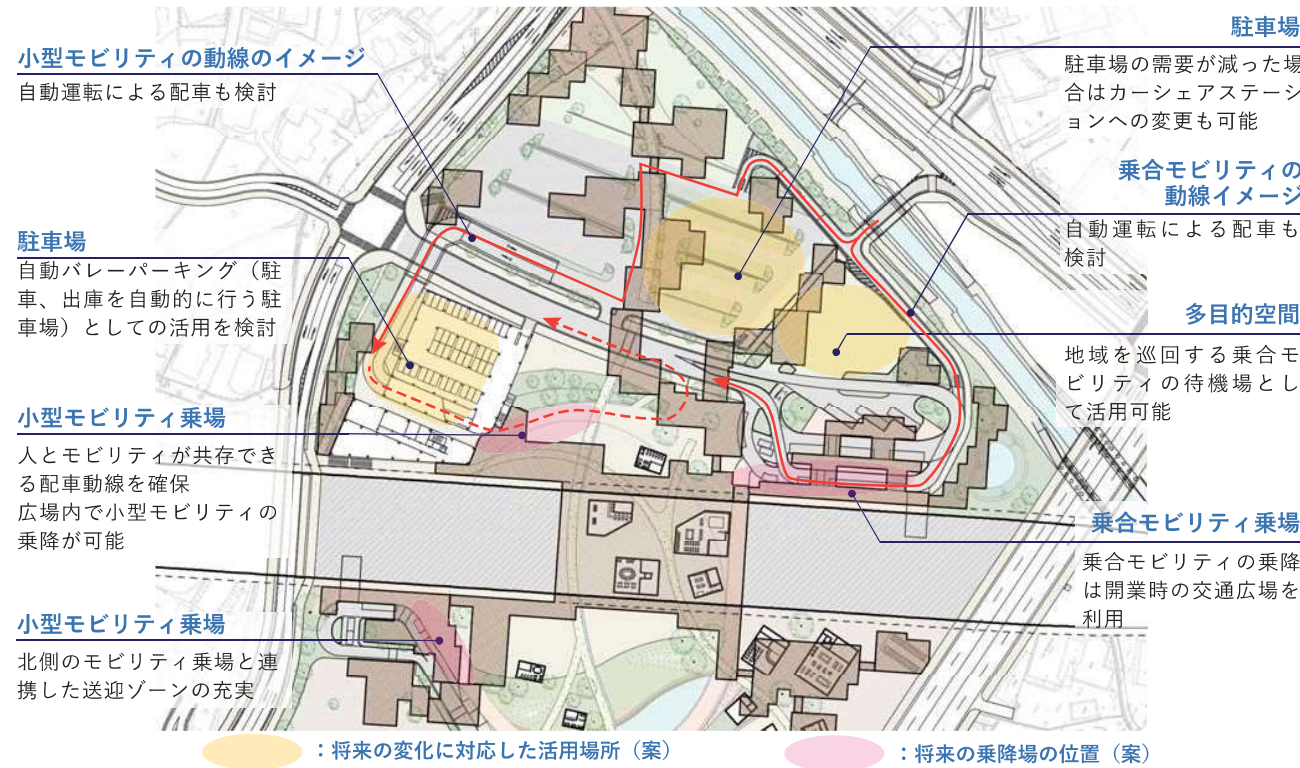 小型モビリティの動線のイメージ
自動運転による配車も検討
駐車場
自動バレーパーキング（駐
車、出庫を自動的に行う駐
車場）としての活用を検討
小型モビリティ乗場
人とモビリティが共存でき
る配車動線を確保
広場内で小型モビリティの
乗降が可能
小型モビリティ乗場
北側のモビリティ乗場と連
携した送迎ゾーンの充実
駐車場
駐車場の需要が減った場
合はカーシェアステーシ
ョンへの変更も可能
乗合モビリティの
動線イメージ
自動運転による配車も
検討
多目的空間
地域を巡回する乗合モ
ビリティの待機場とし
て活用可能
乗合モビリティ乗場
乗合モビリティの乗降
は開業時の交通広場を
利用
：将来の変化に対応した活用場所（案）
：将来の乗降場の位置（案）